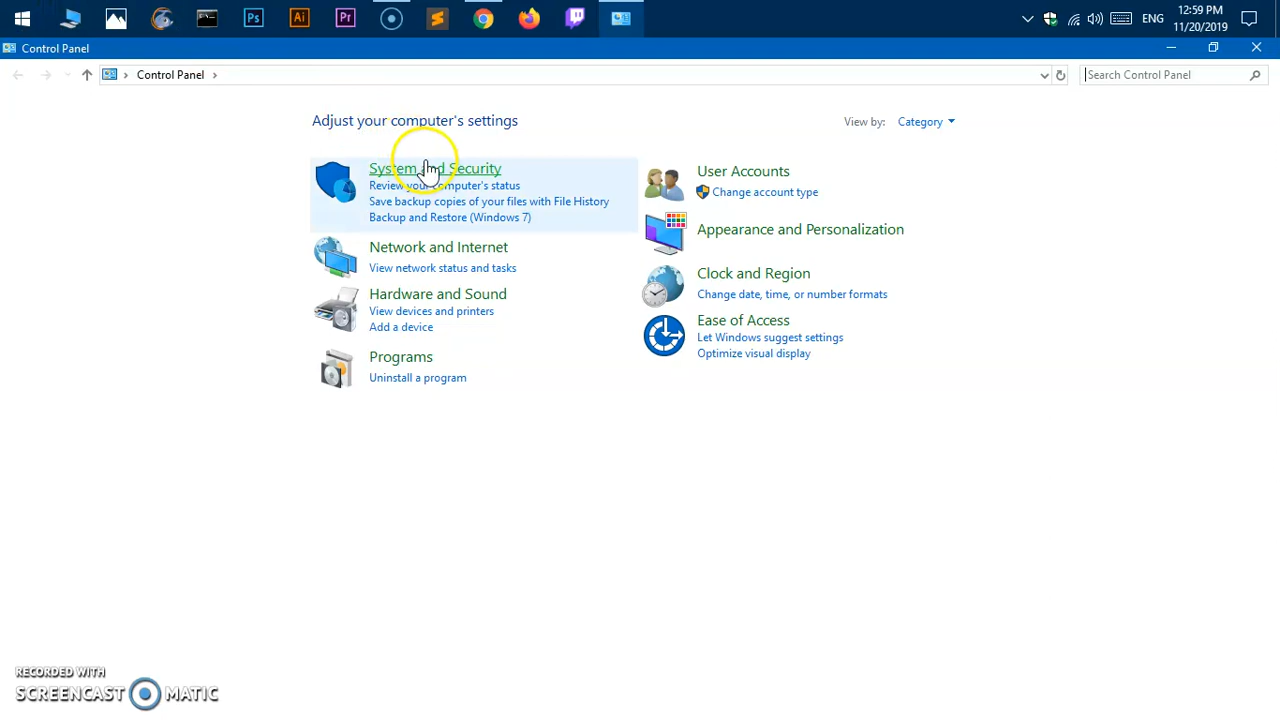 Ps
Ai
Pr
ENG
12:59 PM
11/20/2019
Control Panel
Control Panel
Search Control Panel
Adjust your computer's settings
View by:
Category
System and Security
Review your computer's status
Save backup copies of your files with File History
Backup and Restore (Windows 7)
Network and Internet
View network status and tasks
Hardware and Sound
View devices and printers
Add a device
Programs
Uninstall a program
User Accounts
Change account type
Appearance and Personalization
Clock and Region
Change date, time, or number formats
Ease of Access
Let Windows suggest settings
Optimize visual display
RECORDED WITH
SCREENCAST MATIC